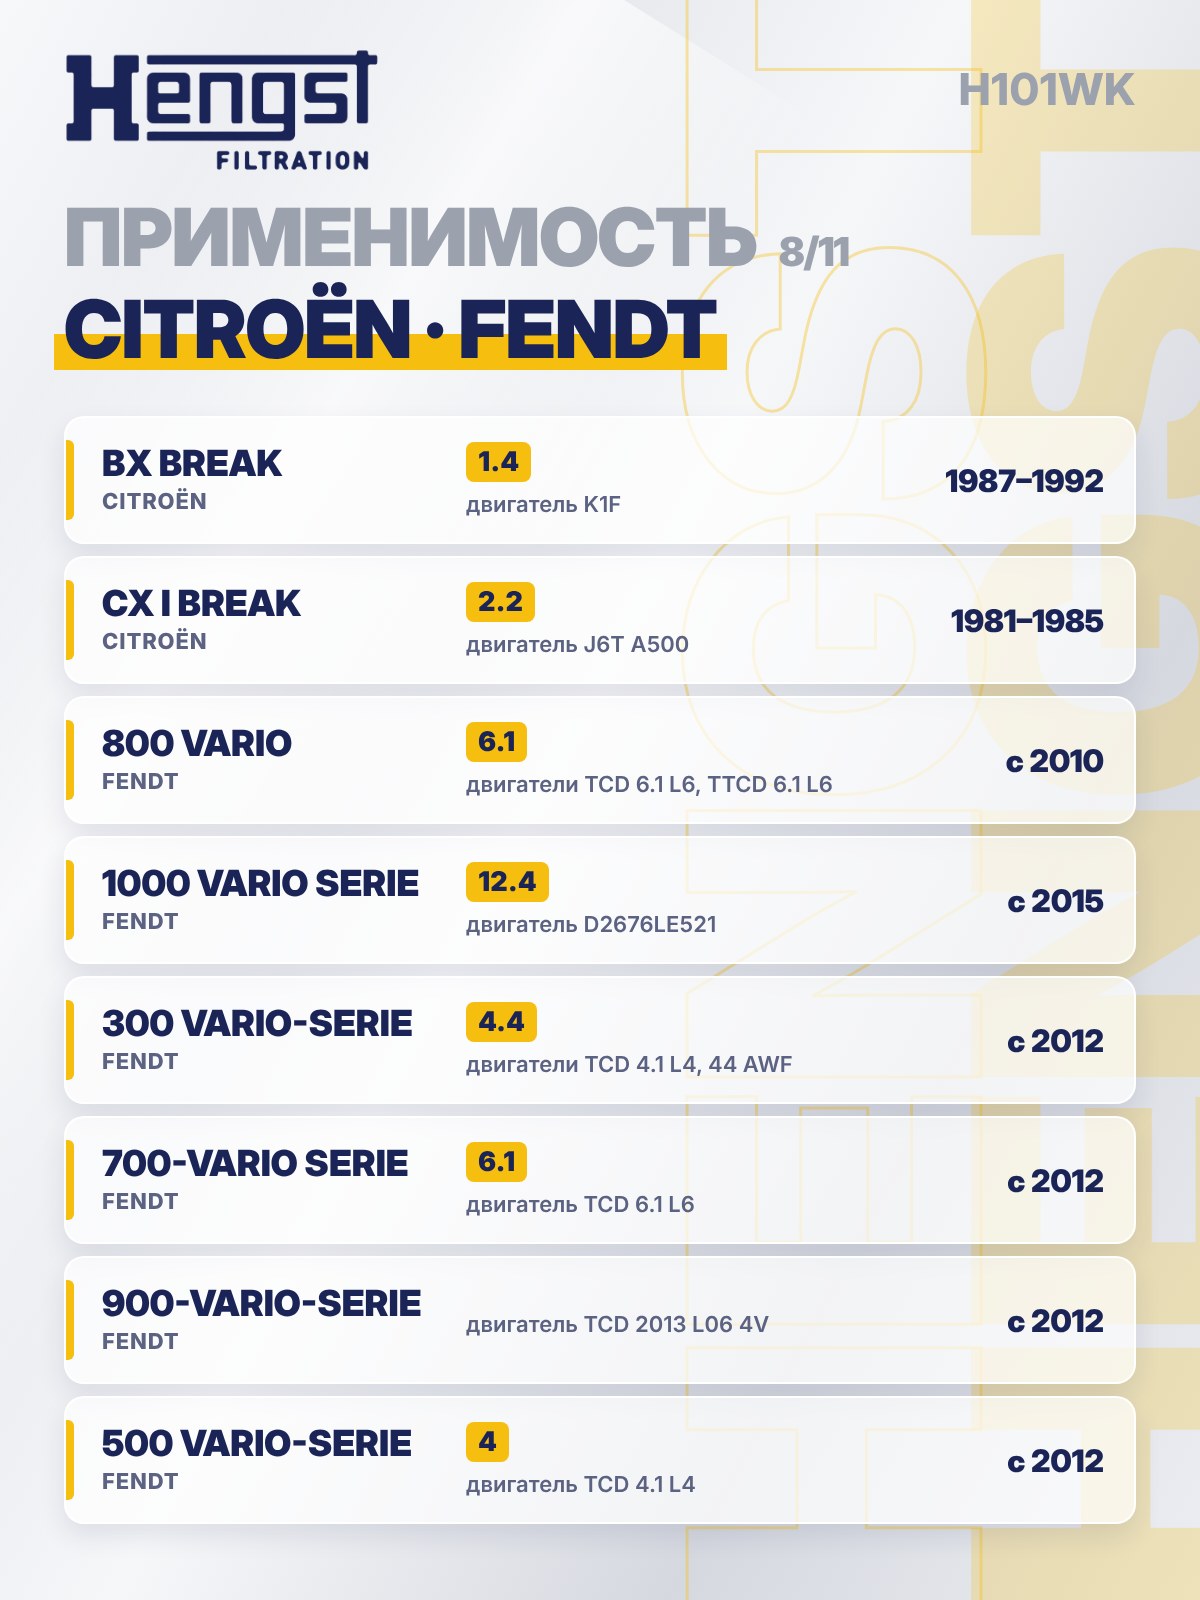 Hengst
FILTRATION
H101WK
ПРИМЕНИМОСТЬ 8/11
CITROËN · FENDT
BX BREAK
CITROËN
1.4
двигатель K1F
1987–1992
CX I BREAK
CITROËN
2.2
двигатель J6T A500
1981–1985
800 VARIO
FENDT
6.1
двигатели TCD 6.1 L6, TTCD 6.1 L6
с 2010
1000 VARIO SERIE
FENDT
12.4
двигатель D2676LE521
с 2015
300 VARIO-SERIE
FENDT
4.4
двигатели TCD 4.1 L4, 44 AWF
с 2012
700-VARIO SERIE
FENDT
6.1
двигатель TCD 6.1 L6
с 2012
900-VARIO-SERIE
FENDT
двигатель TCD 2013 L06 4V
с 2012
500 VARIO-SERIE
FENDT
4
двигатель TCD 4.1 L4
с 2012
HENGST
HENGST